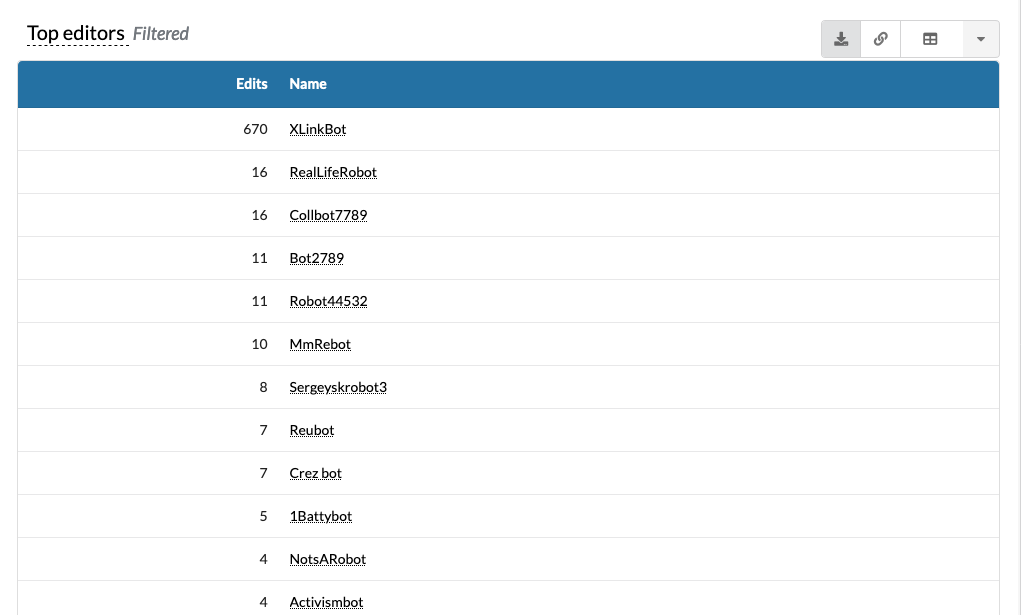 Top editors Filtered
Edits Name
670 XLinkBot
16 RealLifeRobot
16 Collbot7789
11 Bot2789
11 Robot44532
10 MmRebot
8 Sergeyskrobot3
7 Reubot
7 Crez bot
5 1Battybot
4 NotsARobot
4 Activismbot